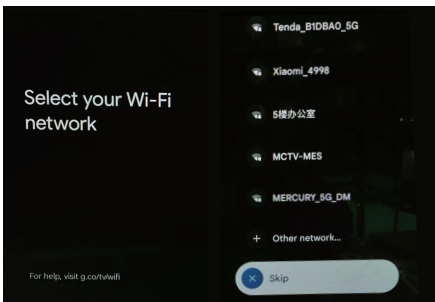 Select your Wi-Fi
network
For help, visit g.co/tv/wifi
Tenda_B1DBA0_5G
Xiaomi_4998
5楼办公室
MCTV-MES
MERCURY_5G_DM
Other network...
Skip